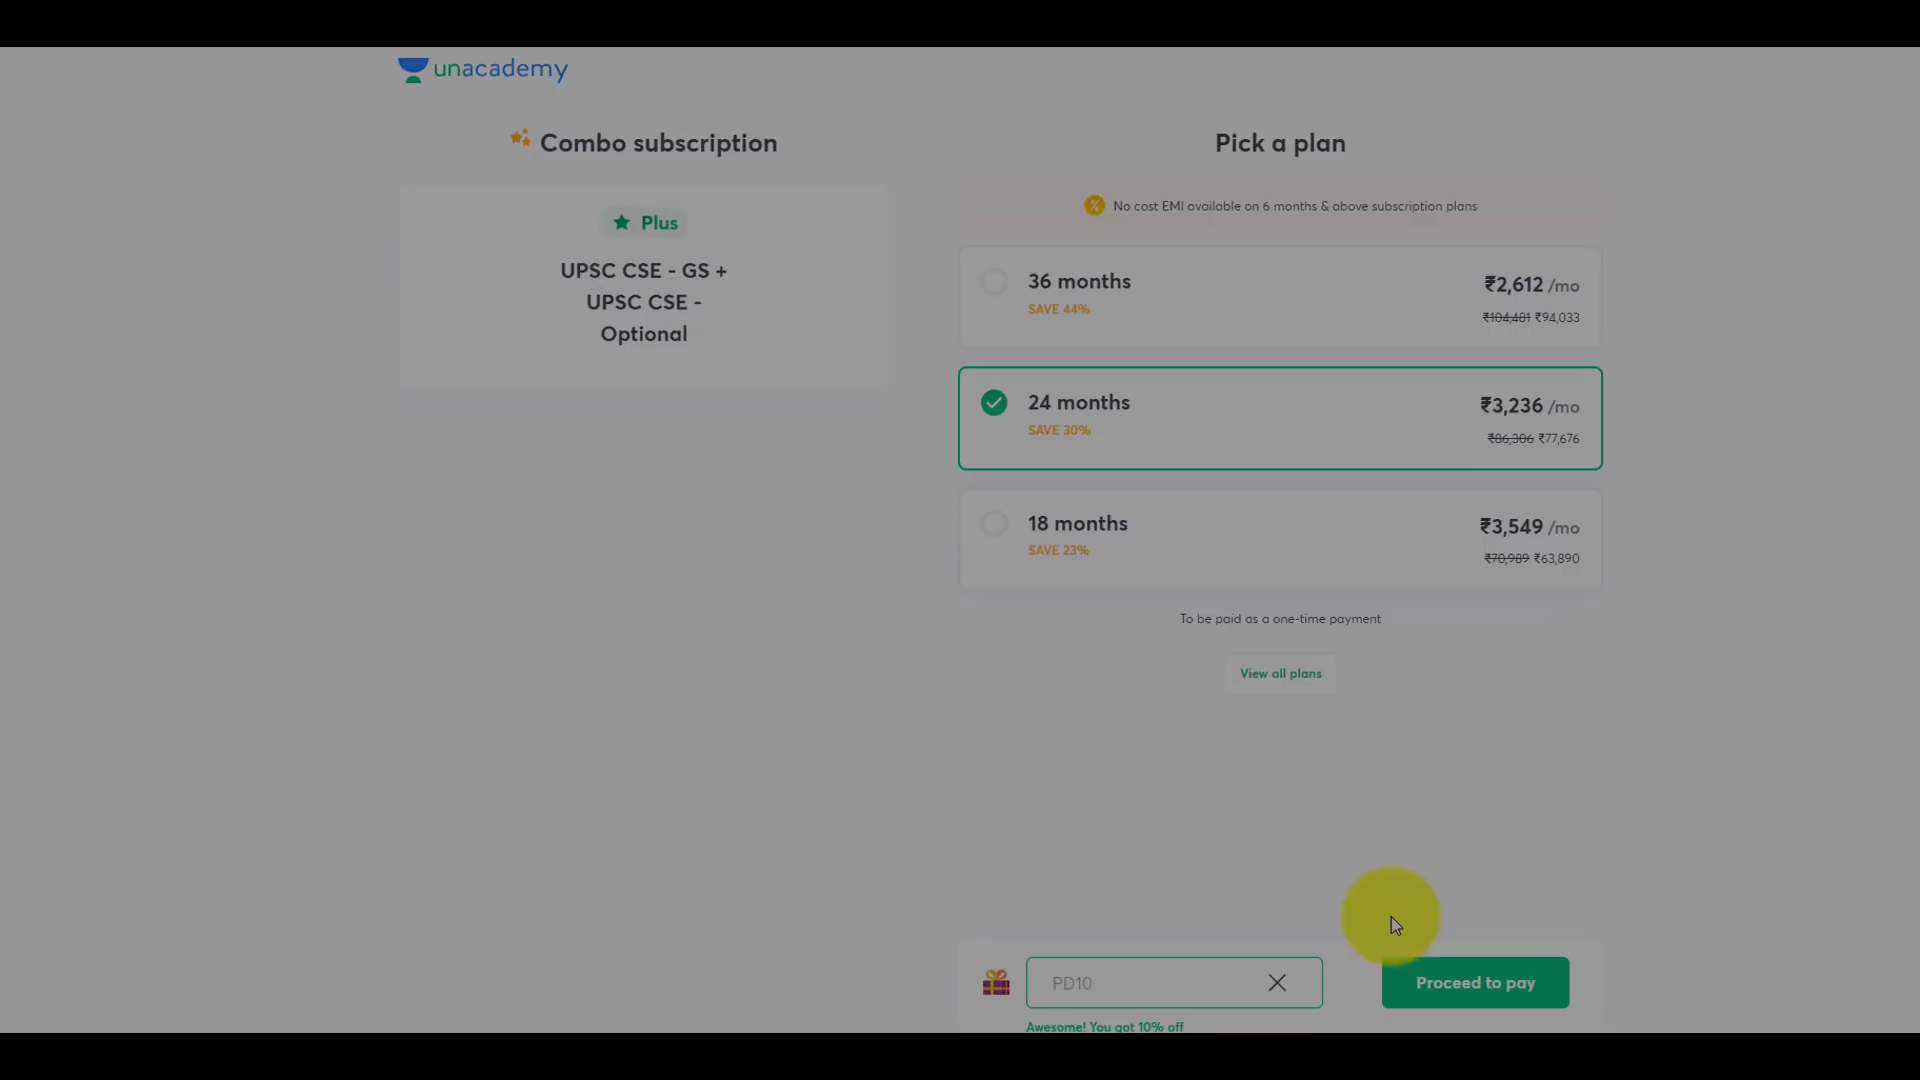 unacademy
Combo subscription
Plus
UPSC CSE - GS +
UPSC CSE -
Optional
Pick a plan
No cost EMI available on 6 months & above subscription plans
36 months
SAVE 44%
₹2,612 /mo
₹104,481 ₹94,033
24 months
SAVE 30%
₹3,236 /mo
₹86,306 ₹77,676
18 months
SAVE 23%
₹3,549 /mo
₹70,989 ₹63,890
To be paid as a one-time payment
View all plans
PD10
Proceed to pay
Awesome! You got 10% off